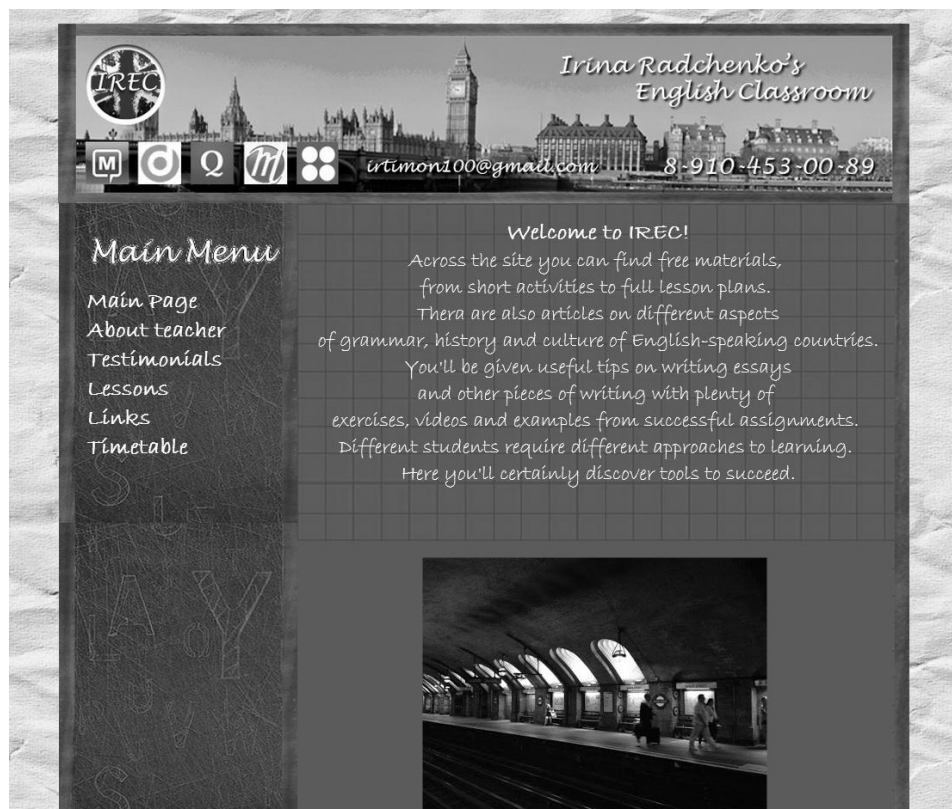 IREC
Irina Radchenko's
English Classroom
irtimon100@gmail.com
8-910-453-00-89
Main Menu
Main Page
About teacher
Testimonials
Lessons
Links
Timetable
Welcome to IREC!
Across the site you can find free materials,
from short activities to full lesson plans.
Thera are also articles on different aspects
of grammar, history and culture of English-speaking countries.
You'll be given useful tips on writing essays
and other pieces of writing with plenty of
exercises, videos and examples from successful assignments.
Different students require different approaches to learning.
Here you'll certainly discover tools to succeed.